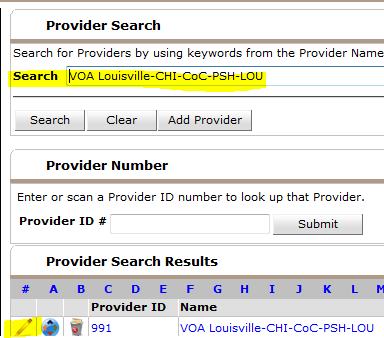 Provider Search
Search for Providers by using keywords from the Provider Name
Search VOA Louisville-CHI-CoC-PSH-LOU
Search Clear Add Provider
Provider Number
Enter or scan a Provider ID number to look up that Provider.
Provider ID # Submit
Provider Search Results
# A B C D E F G H I J K L M
Provider ID Name
991 VOA Louisville-CHI-CoC-PSH-LOU